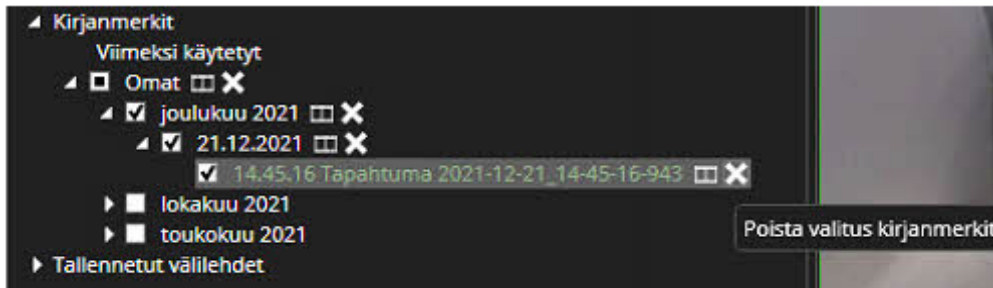 Kirjanmerkit
Viimeksi käytetyt
Omat
joulukuu 2021
21.12.2021
14.45.16 Tapahtuma 2021-12-21_14-45-16-943
lokakuu 2021
toukokuu 2021
Poista valitus kirjanmerkit
Tallennetut välilehdet